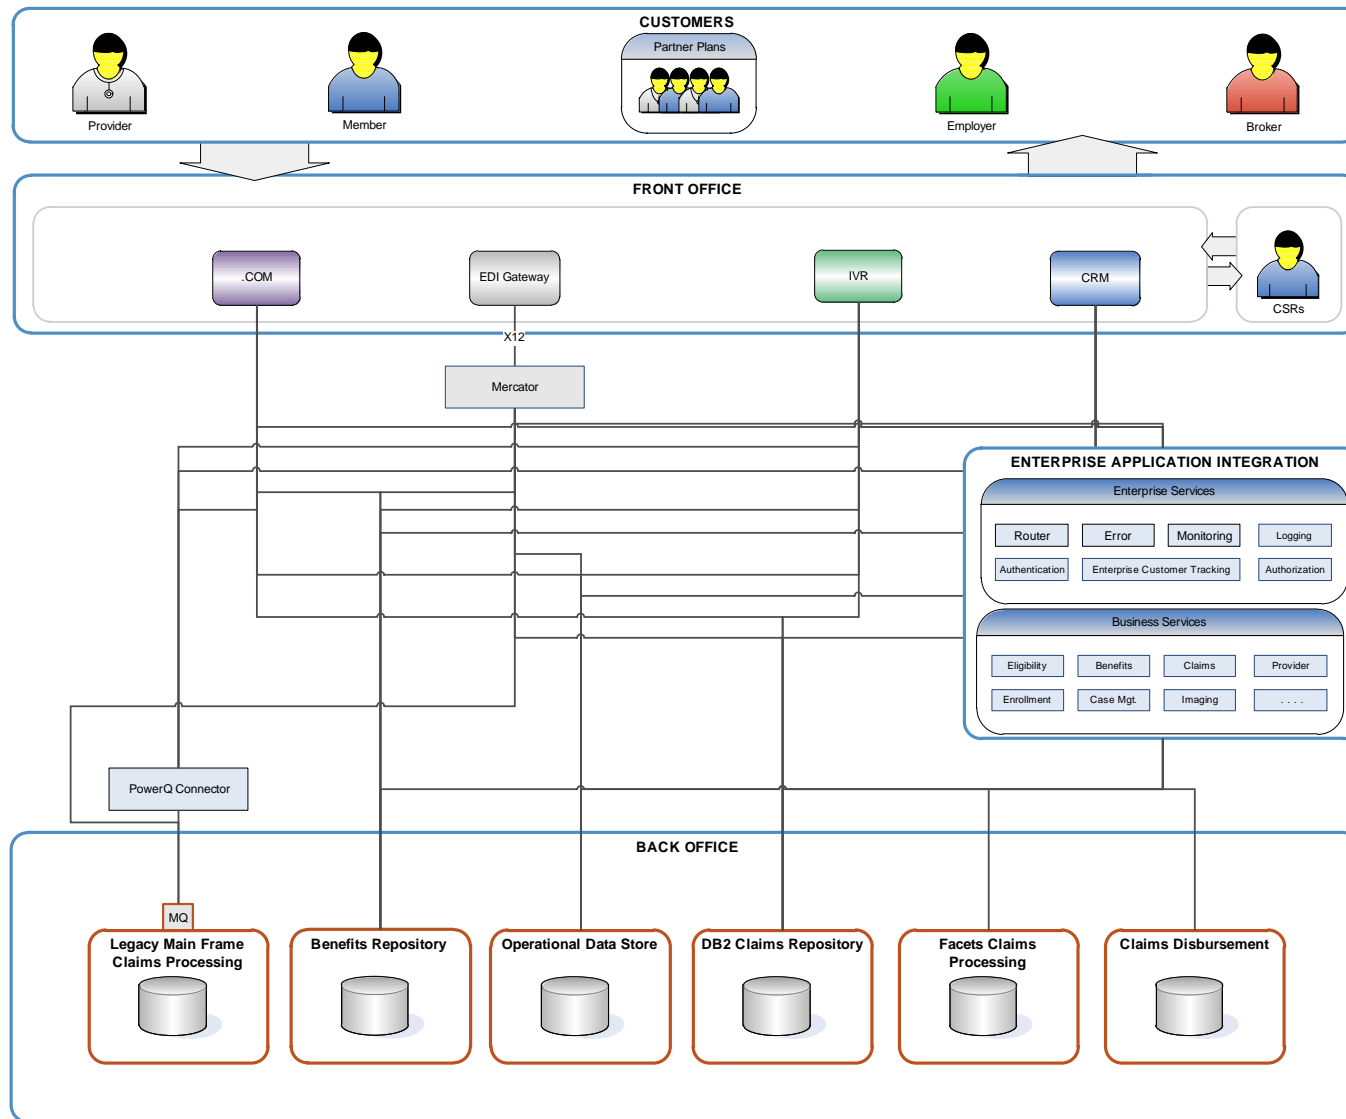 CUSTOMERS
Provider
Member
Partner Plans
Employer
Broker
FRONT OFFICE
.COM
EDI Gateway
IVR
CRM
CSRs
X12
Mercator
ENTERPRISE APPLICATION INTEGRATION
Enterprise Services
Router
Error
Monitoring
Logging
Authentication
Enterprise Customer Tracking
Authorization
Business Services
Eligibility
Benefits
Claims
Provider
Enrollment
Case Mgt.
Imaging
. . . .
PowerQ Connector
BACK OFFICE
MQ
Legacy Main Frame
Claims Processing
Benefits Repository
Operational Data Store
DB2 Claims Repository
Facets Claims
Processing
Claims Disbursement